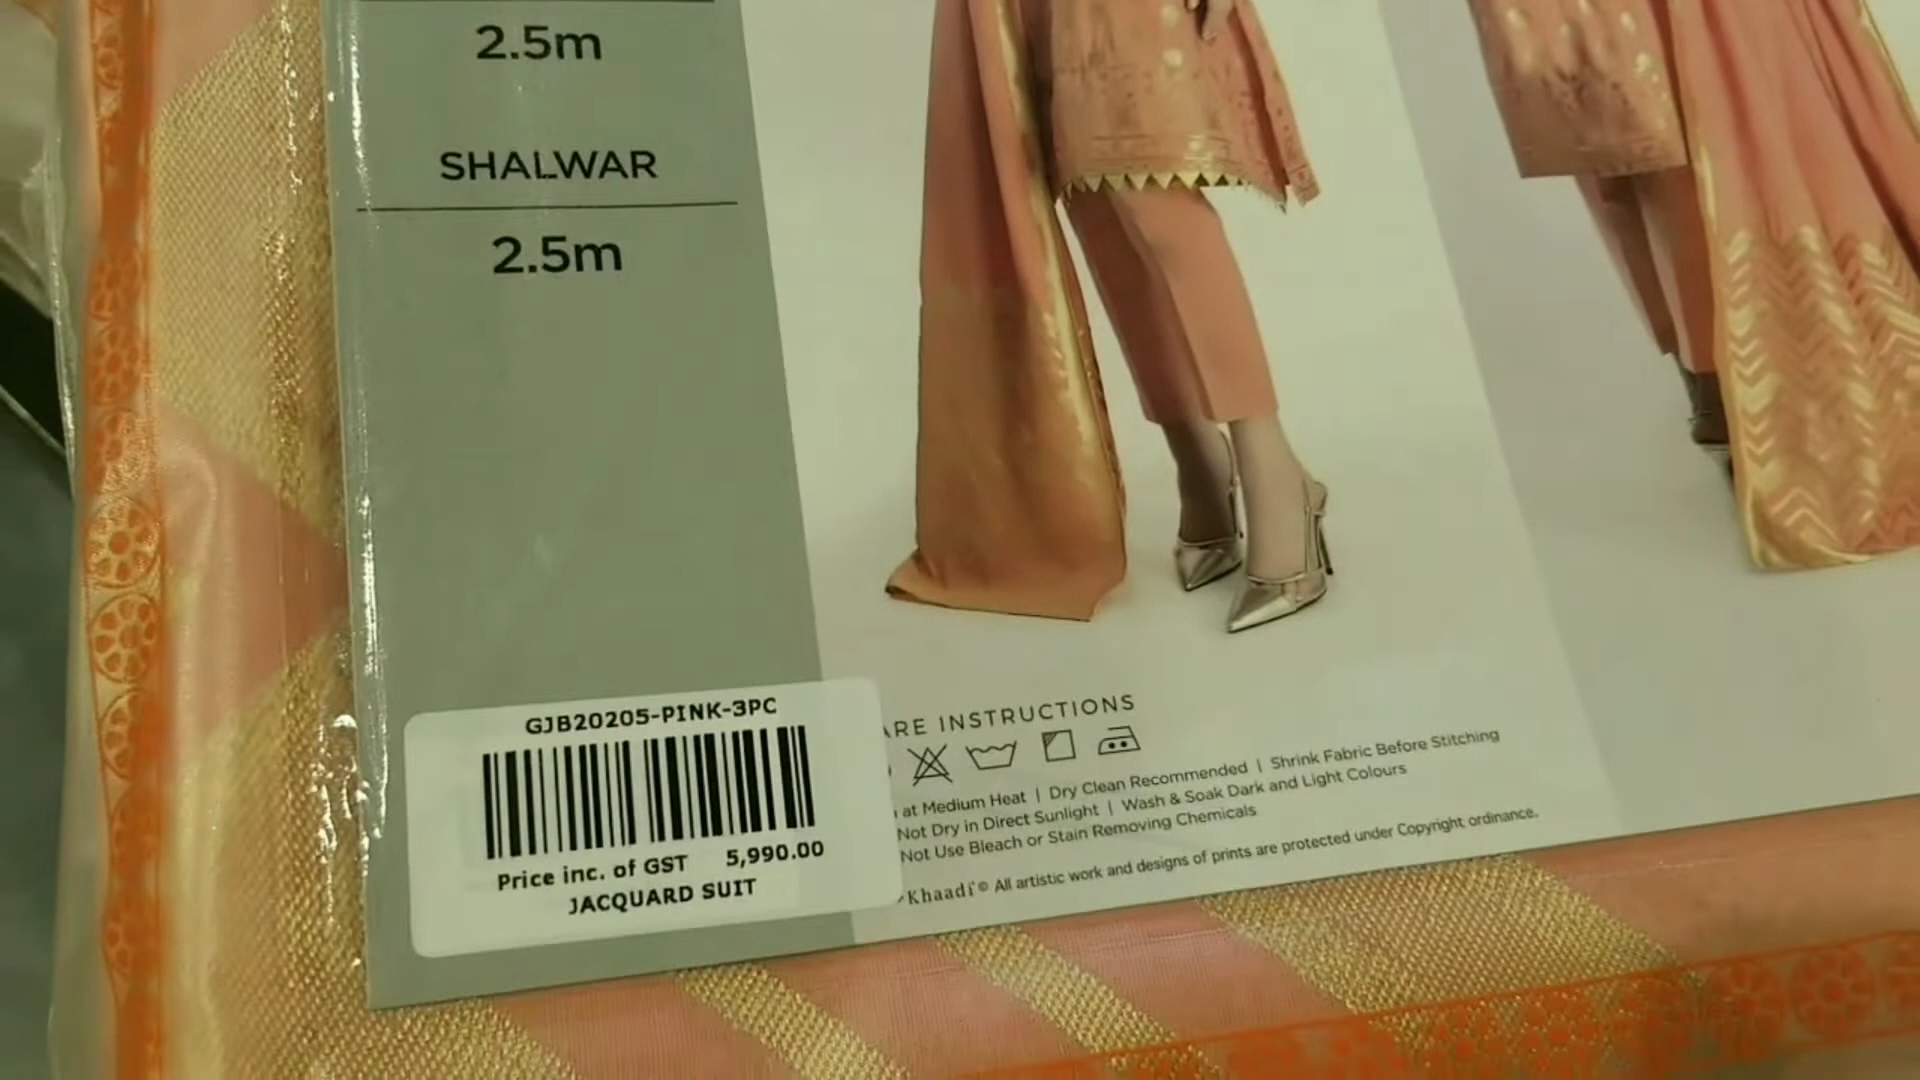 2.5m
SHALWAR
2.5m
GJB20205-PINK-3PC
Price inc. of GST 5,990.00
JACQUARD SUIT
ARE INSTRUCTIONS
at Medium Heat | Dry Clean Recommended | Shrink Fabric Before Stitching
Not Dry in Direct Sunlight | Wash & Soak Dark and Light Colours
Not Use Bleach or Stain Removing Chemicals
Khaadi© All artistic work and designs of prints are protected under Copyright ordinance.